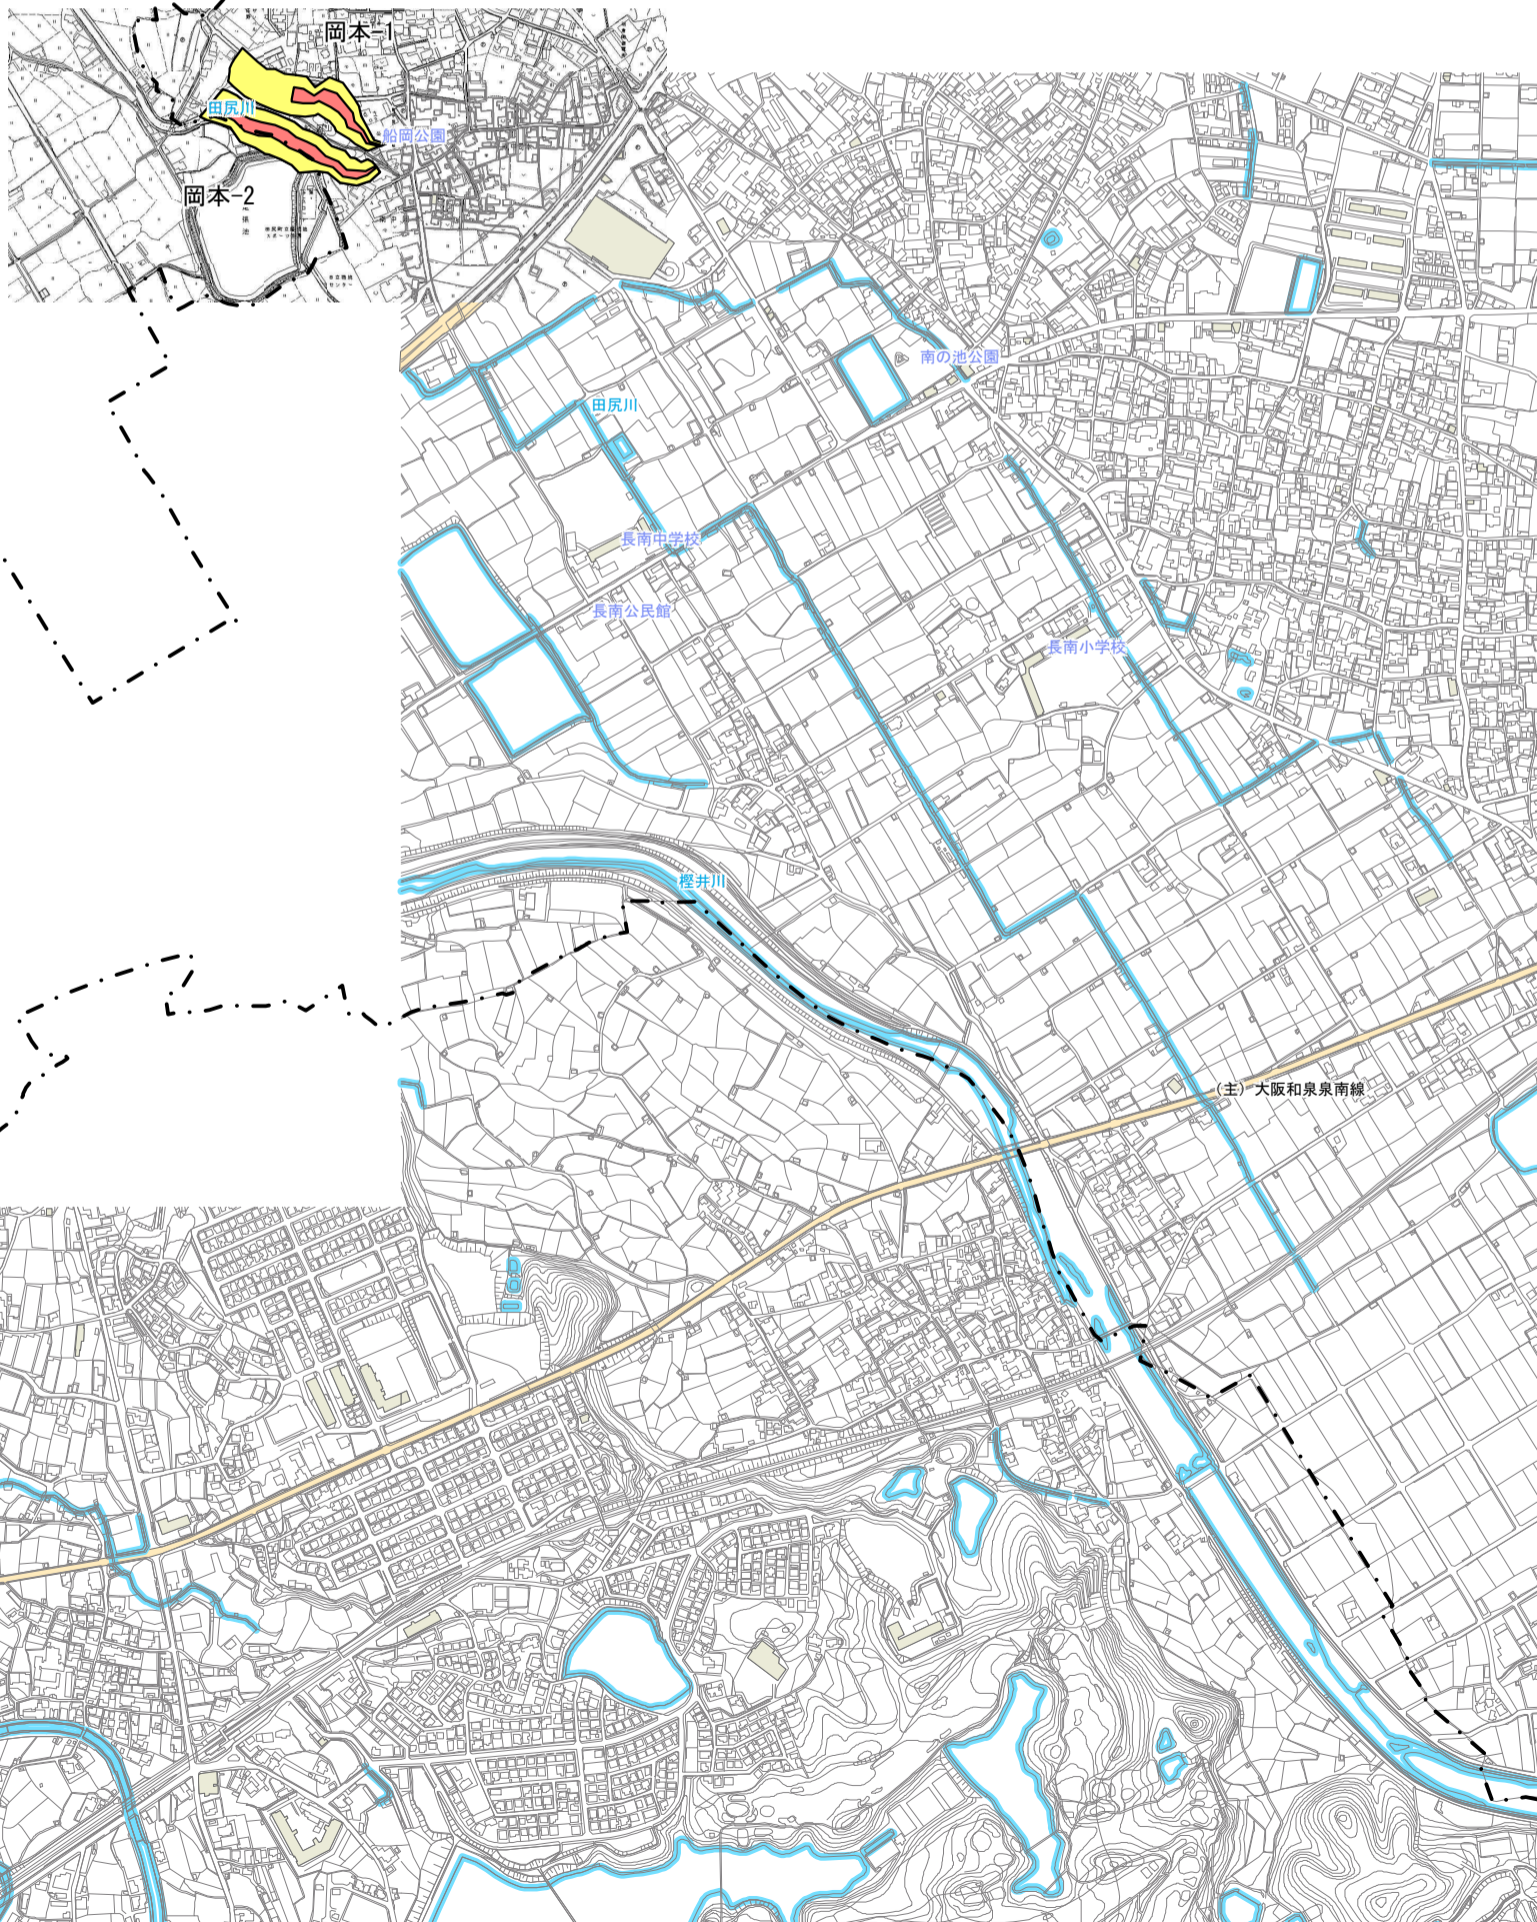 岡本-1
田尻川
船岡公園
岡本-2
南の池公園
田尻川
長南中学校
長南公民館
長南小学校
樫井川
（主）大阪和泉泉南線